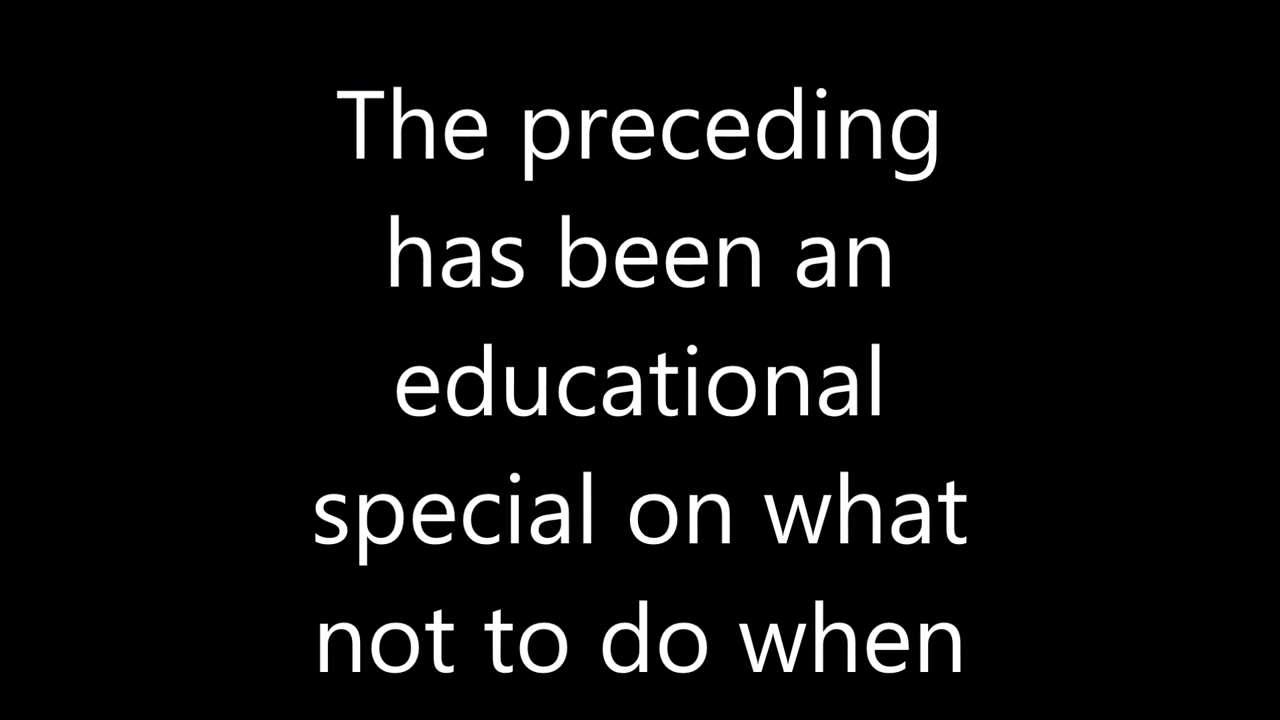 The preceding
has been an
educational
special on what
not to do when